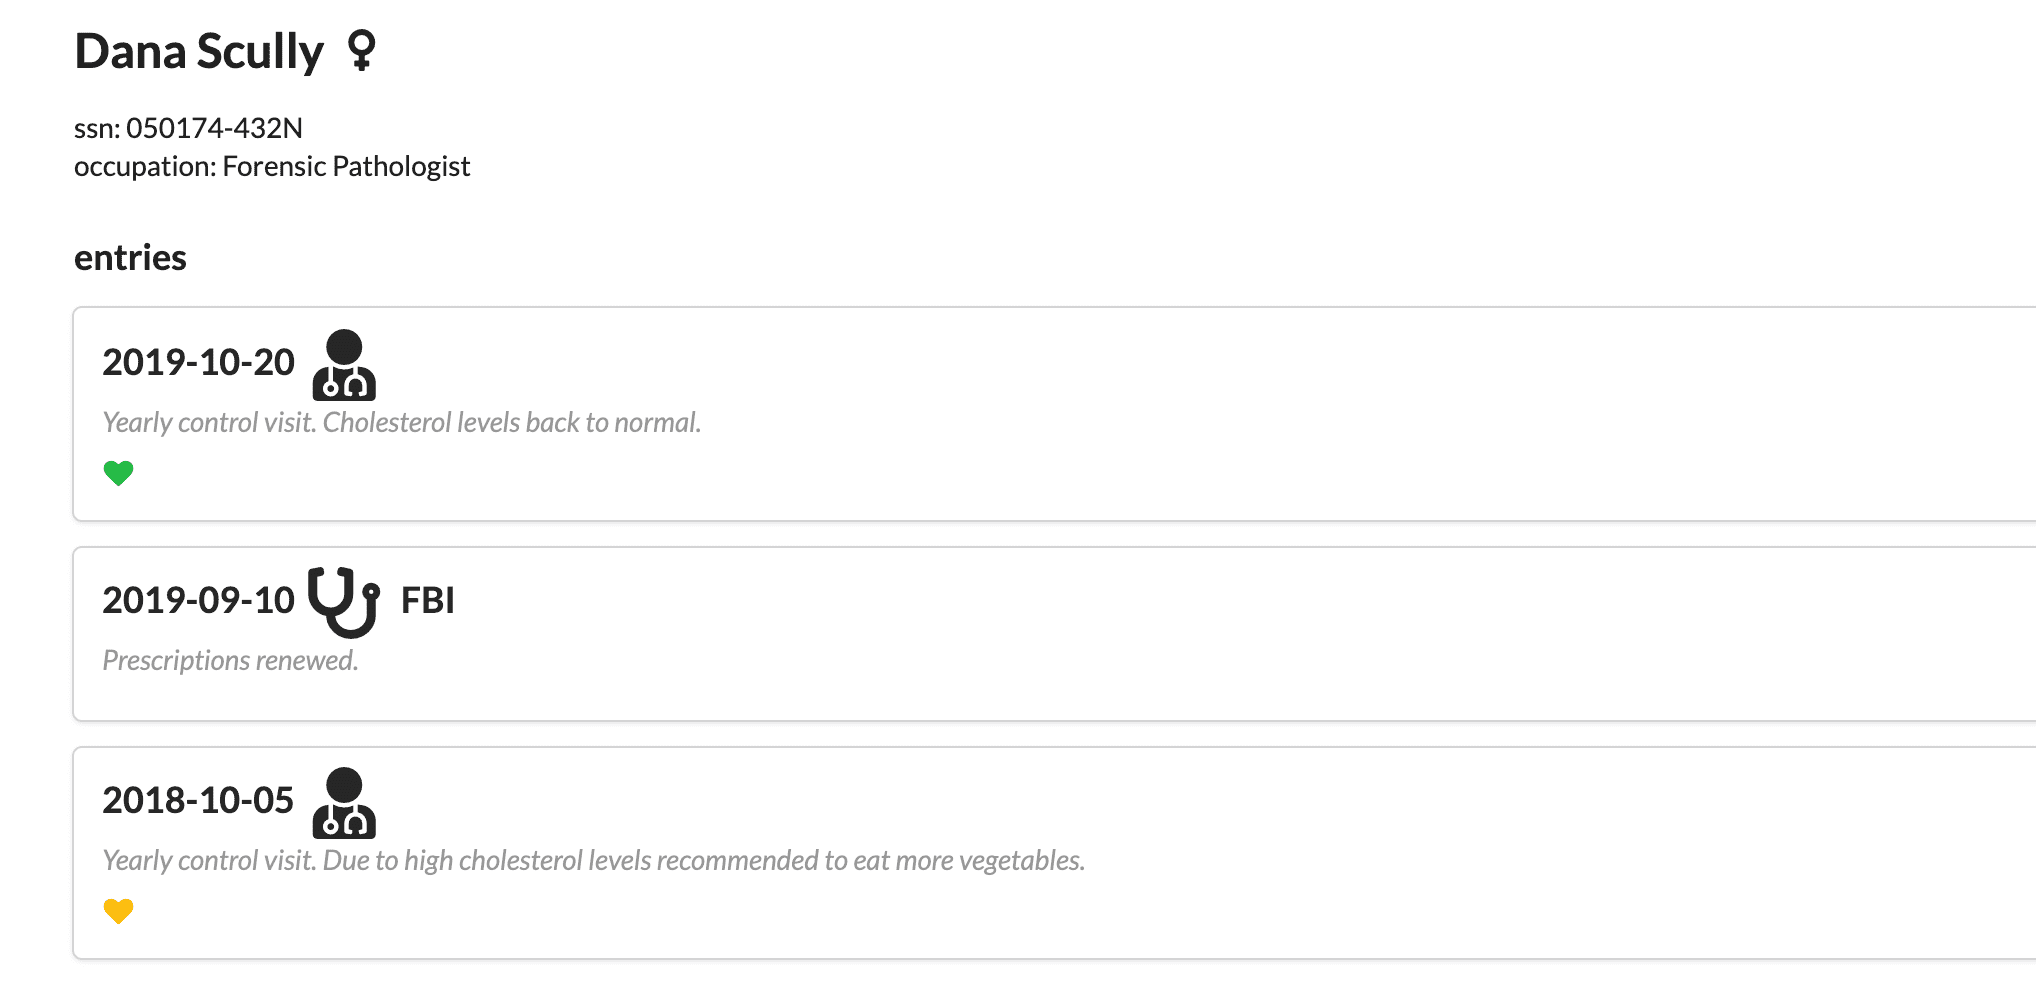 Dana Scully
ssn: 050174-432N
occupation: Forensic Pathologist
entries
2019-10-20
Yearly control visit. Cholesterol levels back to normal.
2019-09-10 FBI
Prescriptions renewed.
2018-10-05
Yearly control visit. Due to high cholesterol levels recommended to eat more vegetables.